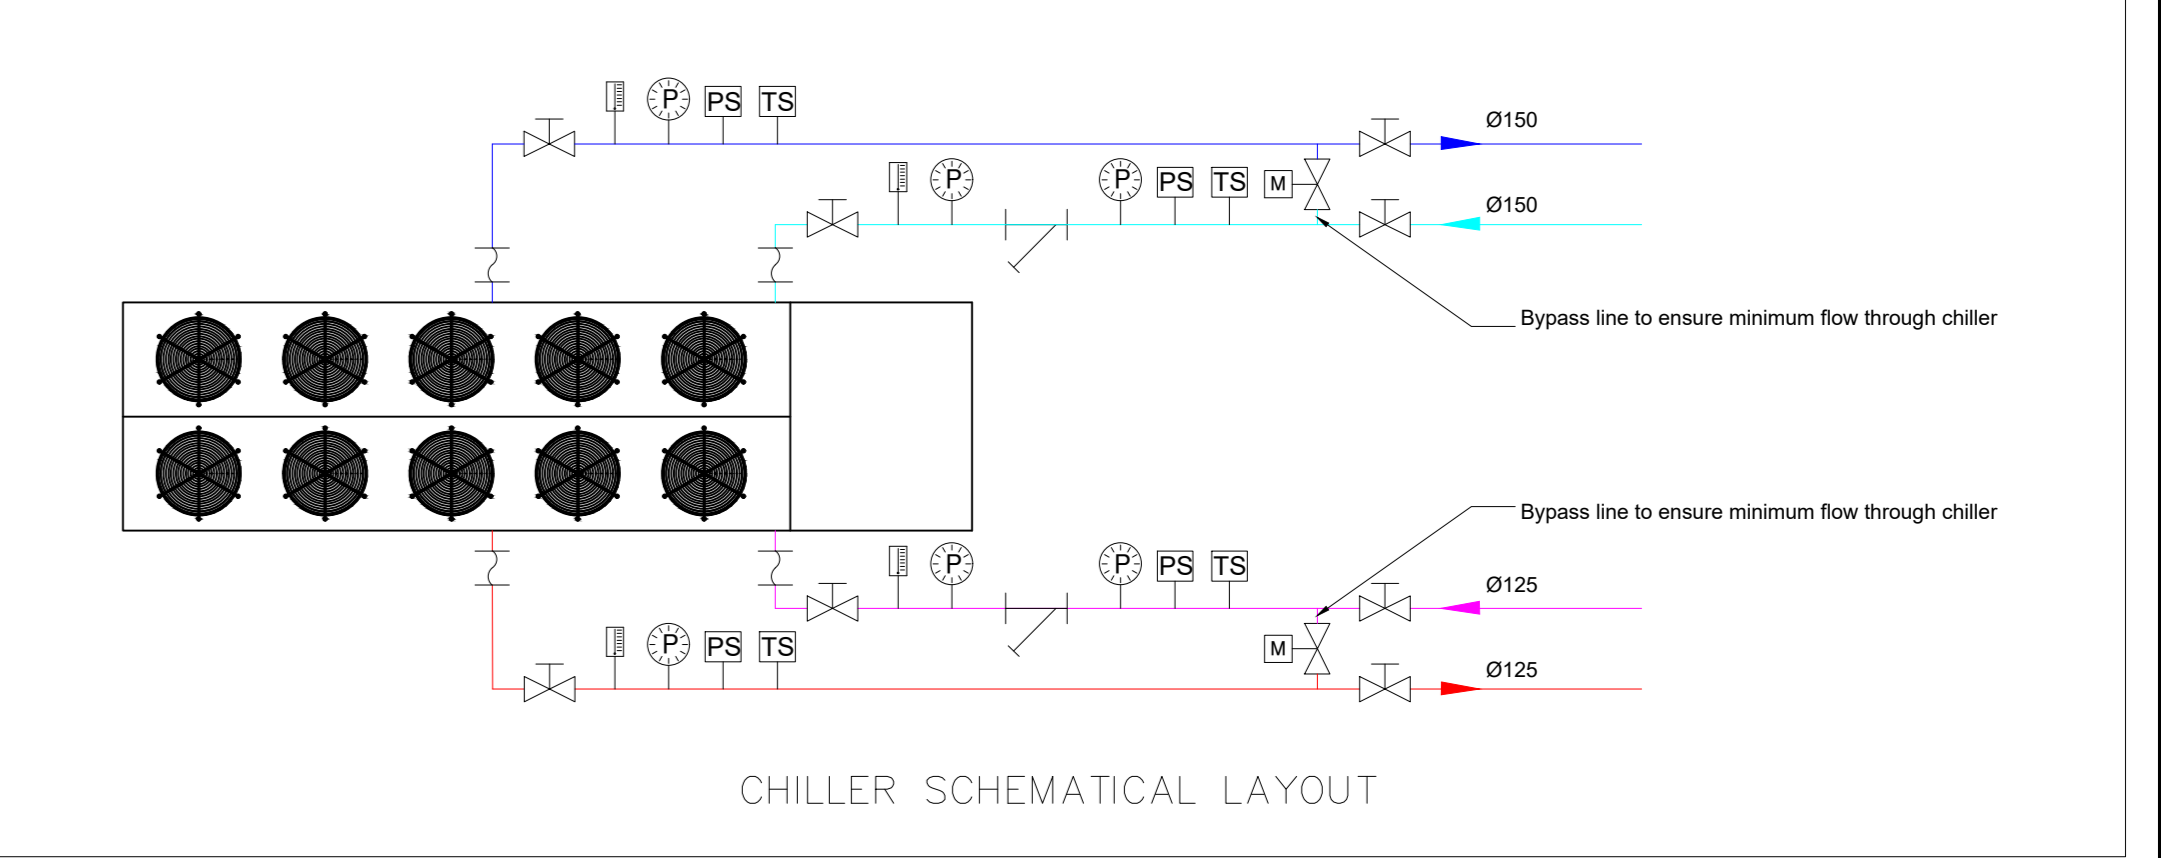 P PS TS
Ø150
P P PS TS M
Ø150
Bypass line to ensure minimum flow through chiller
Bypass line to ensure minimum flow through chiller
P P PS TS
Ø125
P PS TS M
Ø125
CHILLER SCHEMATICAL LAYOUT